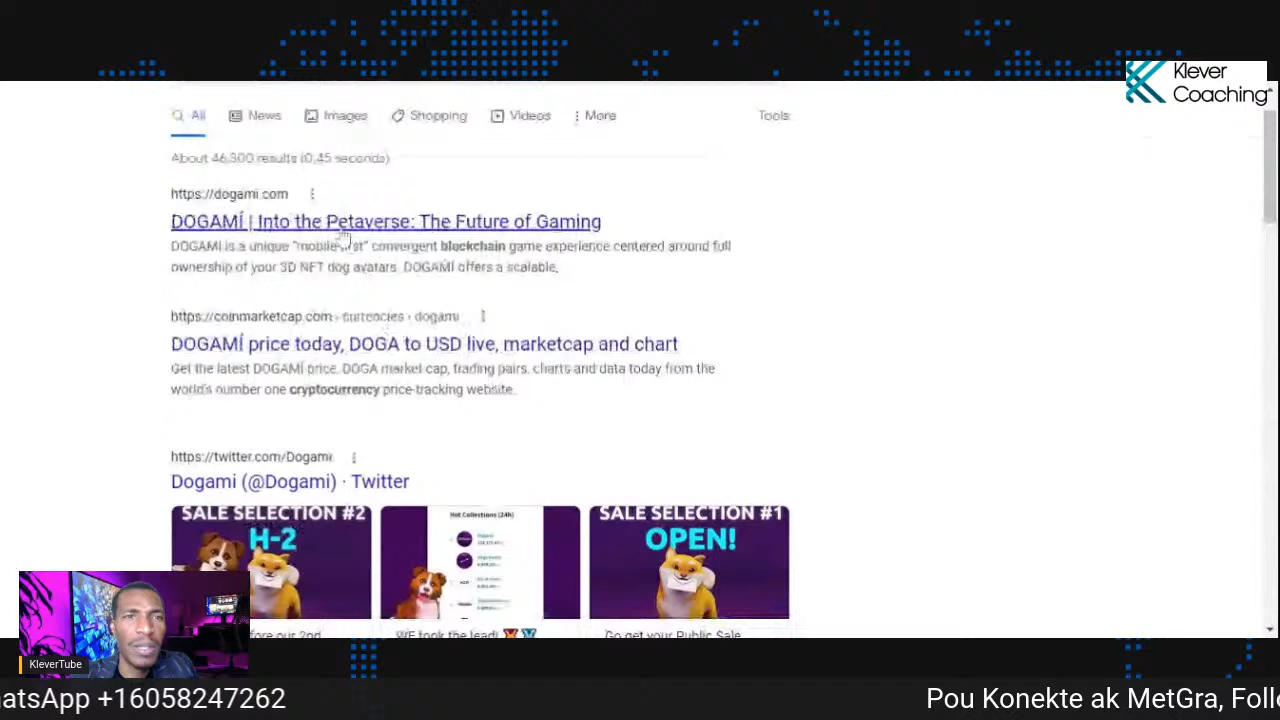 Klever
Coaching
All News Images Shopping Videos More Tools
About 46,300 results (0.45 seconds)
https://dogami.com
DOGAMÍ | Into the Petaverse: The Future of Gaming
DOGAMÍ is a unique "mobile-first" convergent blockchain game experience centered around full
ownership of your 3D NFT dog avatars. DOGAMÍ offers a scalable,
https://coinmarketcap.com › currencies › dogami
DOGAMÍ price today, DOGA to USD live, marketcap and chart
Get the latest DOGAMÍ price, DOGA market cap, trading pairs, charts and data today from the
world's number one cryptocurrency price-tracking website.
https://twitter.com/Dogami
Dogami (@Dogami) · Twitter
SALE SELECTION #2
H-2
Hot Collections (24h)
SALE SELECTION #1
OPEN!
fore our 2nd
WE took the lead!
Go get your Public Sale
KleverTube
hatsApp +16058247262
Pou Konekte ak MetGra, Follo